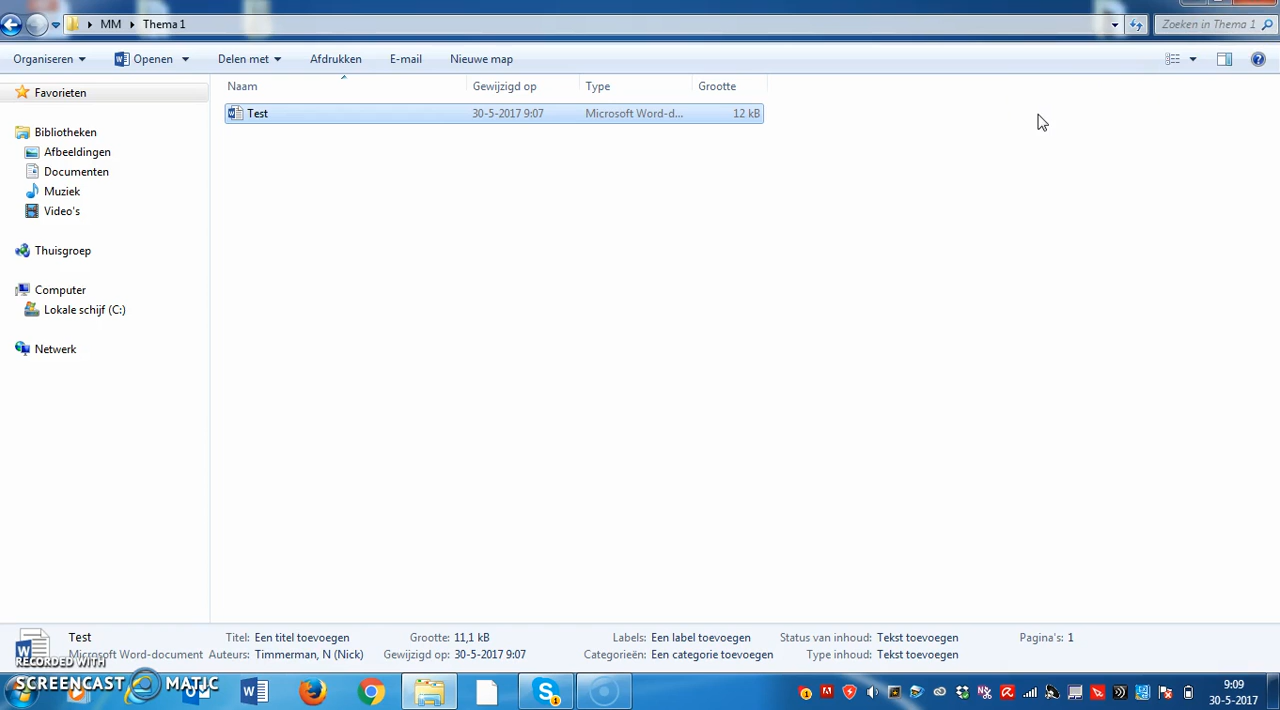 MM Thema 1 Zoeken in Thema 1
Organiseren Openen Delen met Afdrukken E-mail Nieuwe map
Favorieten
Bibliotheken
Afbeeldingen
Documenten
Muziek
Video's
Thuisgroep
Computer
Lokale schijf (C:)
Netwerk
Naam Gewijzigd op Type Grootte
Test 30-5-2017 9:07 Microsoft Word-d... 12 kB
Test Titel: Een titel toevoegen Grootte: 11,1 kB Labels: Een label toevoegen Status van inhoud: Tekst toevoegen Pagina's: 1
Microsoft Word-document Auteurs: Timmerman, N (Nick) Gewijzigd op: 30-5-2017 9:07 Categorieën: Een categorie toevoegen Type inhoud: Tekst toevoegen
RECORDED WITH
SCREENCAST MATIC
9:09
30-5-2017